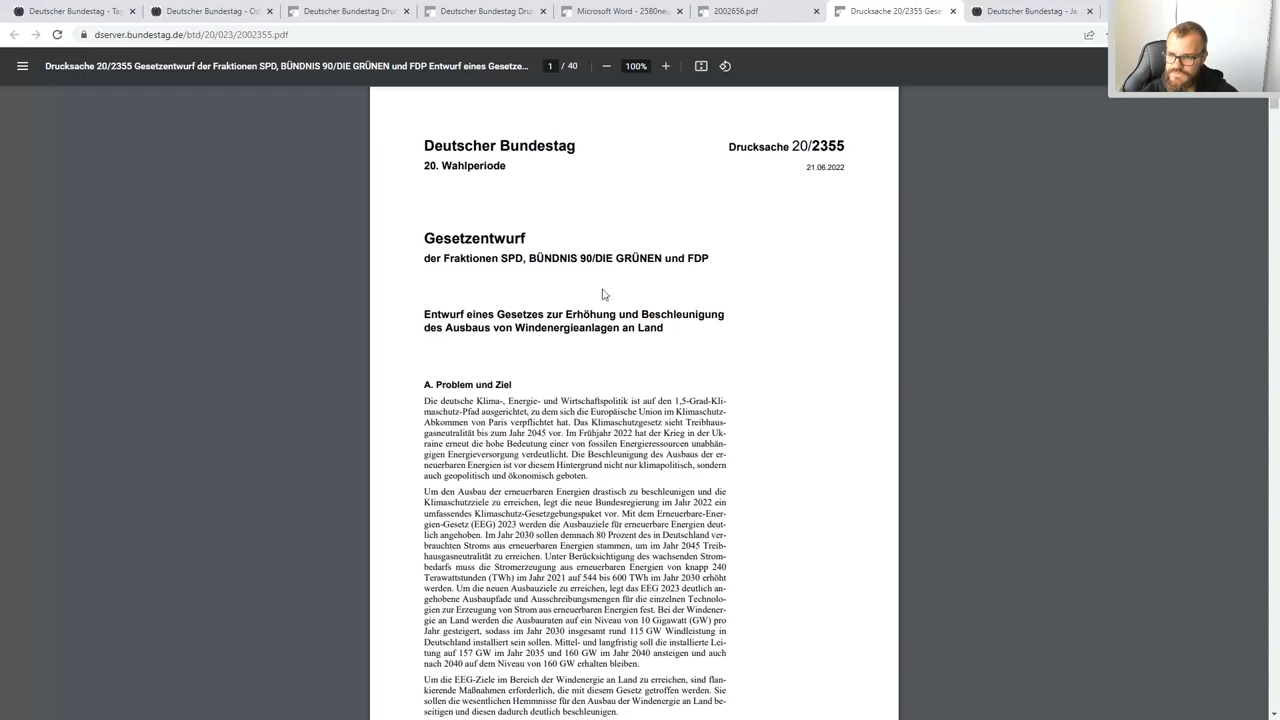 Deutscher Bundestag - Tag
Deutscher Bundestag - Os
Deutscher Bundestag Druc
Deutscher Bundestag Druc
Microsoft Word - 2580neu
2002656.pdf
Drucksache 20/2355 Gese
Deutscher Bundestag - Ja
dserver.bundestag.de/btd/20/023/2002355.pdf
Drucksache 20/2355 Gesetzentwurf der Fraktionen SPD, BÜNDNIS 90/DIE GRÜNEN und FDP Entwurf eines Gesetze...
1 / 40
100%
Deutscher Bundestag
Drucksache 20/2355
20. Wahlperiode
21.06.2022
Gesetzentwurf
der Fraktionen SPD, BÜNDNIS 90/DIE GRÜNEN und FDP
Entwurf eines Gesetzes zur Erhöhung und Beschleunigung
des Ausbaus von Windenergieanlagen an Land
A. Problem und Ziel
Die deutsche Klima-, Energie- und Wirtschaftspolitik ist auf den 1,5-Grad-Kli-
maschutz-Pfad ausgerichtet, zu dem sich die Europäische Union im Klimaschutz-
Abkommen von Paris verpflichtet hat. Das Klimaschutzgesetz sieht Treibhaus-
gasneutralität bis zum Jahr 2045 vor. Im Frühjahr 2022 hat der Krieg in der Uk-
raine erneut die hohe Bedeutung einer von fossilen Energieressourcen unabhän-
gigen Energieversorgung verdeutlicht. Die Beschleunigung des Ausbaus der er-
neuerbaren Energien ist vor diesem Hintergrund nicht nur klimapolitisch, sondern
auch geopolitisch und ökonomisch geboten.
Um den Ausbau der erneuerbaren Energien drastisch zu beschleunigen und die
Klimaschutzziele zu erreichen, legt die neue Bundesregierung im Jahr 2022 ein
umfassendes Klimaschutz-Gesetzgebungspaket vor. Mit dem Erneuerbare-Ener-
gien-Gesetz (EEG) 2023 werden die Ausbauziele für erneuerbare Energien deut-
lich angehoben. Im Jahr 2030 sollen demnach 80 Prozent des in Deutschland ver-
brauchten Stroms aus erneuerbaren Energien stammen, um im Jahr 2045 Treib-
hausgasneutralität zu erreichen. Unter Berücksichtigung des wachsenden Strom-
bedarfs muss die Stromerzeugung aus erneuerbaren Energien von knapp 240
Terawattstunden (TWh) im Jahr 2021 auf 544 bis 600 TWh im Jahr 2030 erhöht
werden. Um die neuen Ausbauziele zu erreichen, legt das EEG 2023 deutlich an-
gehobene Ausbaupfade und Ausschreibungsmengen für die einzelnen Technolo-
gien zur Erzeugung von Strom aus erneuerbaren Energien fest. Bei der Windener-
gie an Land werden die Ausbauraten auf ein Niveau von 10 Gigawatt (GW) pro
Jahr gesteigert, sodass im Jahr 2030 insgesamt rund 115 GW Windleistung in
Deutschland installiert sein sollen. Mittel- und langfristig soll die installierte Lei-
tung auf 157 GW im Jahr 2035 und 160 GW im Jahr 2040 ansteigen und auch
nach 2040 auf dem Niveau von 160 GW erhalten bleiben.
Um die EEG-Ziele im Bereich der Windenergie an Land zu erreichen, sind flan-
kierende Maßnahmen erforderlich, die mit diesem Gesetz getroffen werden. Sie
sollen die wesentlichen Hemmnisse für den Ausbau der Windenergie an Land be-
seitigen und diesen dadurch deutlich beschleunigen.